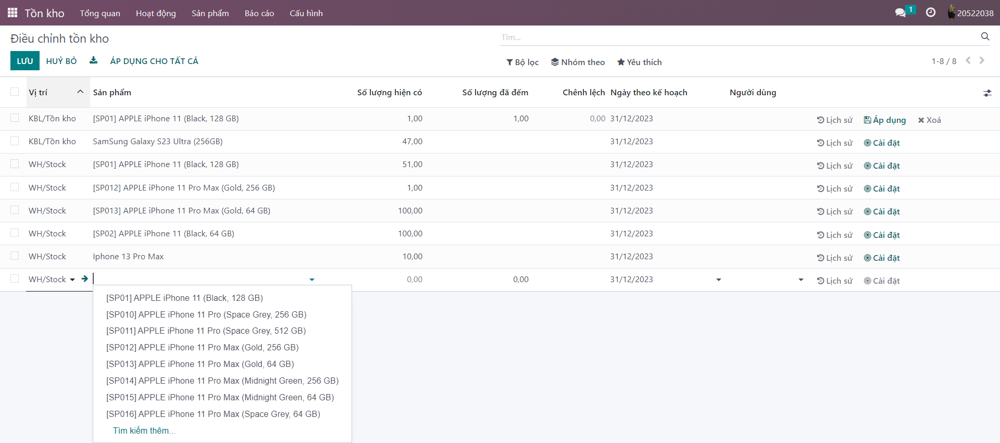 Tồn kho Tổng quan Hoạt động Sản phẩm Báo cáo Cấu hình 1 20522038
Điều chỉnh tồn kho Tìm...
LƯU HUỶ BỎ ÁP DỤNG CHO TẤT CẢ Bộ lọc Nhóm theo Yêu thích 1-8 / 8
Vị trí Sản phẩm Số lượng hiện có Số lượng đã đếm Chênh lệch Ngày theo kế hoạch Người dùng
KBL/Tồn kho [SP01] APPLE iPhone 11 (Black, 128 GB) 1,00 1,00 0,00 31/12/2023 Lịch sử Áp dụng Xoá
KBL/Tồn kho SamSung Galaxy S23 Ultra (256GB) 47,00 31/12/2023 Lịch sử Cài đặt
WH/Stock [SP01] APPLE iPhone 11 (Black, 128 GB) 51,00 31/12/2023 Lịch sử Cài đặt
WH/Stock [SP012] APPLE iPhone 11 Pro Max (Gold, 256 GB) 1,00 31/12/2023 Lịch sử Cài đặt
WH/Stock [SP013] APPLE iPhone 11 Pro Max (Gold, 64 GB) 100,00 31/12/2023 Lịch sử Cài đặt
WH/Stock [SP02] APPLE iPhone 11 (Black, 64 GB) 100,00 31/12/2023 Lịch sử Cài đặt
WH/Stock Iphone 13 Pro Max 10,00 31/12/2023 Lịch sử Cài đặt
WH/Stock 0,00 0,00 31/12/2023 Lịch sử Cài đặt
[SP01] APPLE iPhone 11 (Black, 128 GB)
[SP010] APPLE iPhone 11 Pro (Space Grey, 256 GB)
[SP011] APPLE iPhone 11 Pro (Space Grey, 512 GB)
[SP012] APPLE iPhone 11 Pro Max (Gold, 256 GB)
[SP013] APPLE iPhone 11 Pro Max (Gold, 64 GB)
[SP014] APPLE iPhone 11 Pro Max (Midnight Green, 256 GB)
[SP015] APPLE iPhone 11 Pro Max (Midnight Green, 64 GB)
[SP016] APPLE iPhone 11 Pro Max (Space Grey, 64 GB)
Tìm kiếm thêm...